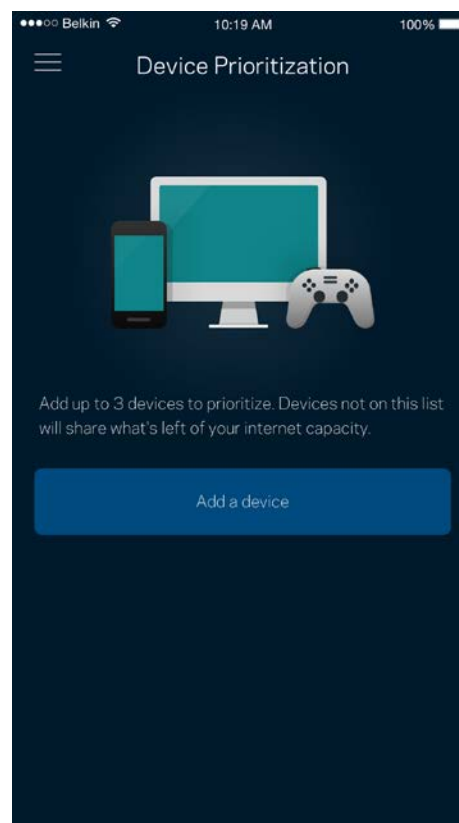 Belkin 10:19 AM 100%
Device Prioritization
Add up to 3 devices to prioritize. Devices not on this list
will share what's left of your internet capacity.
Add a device